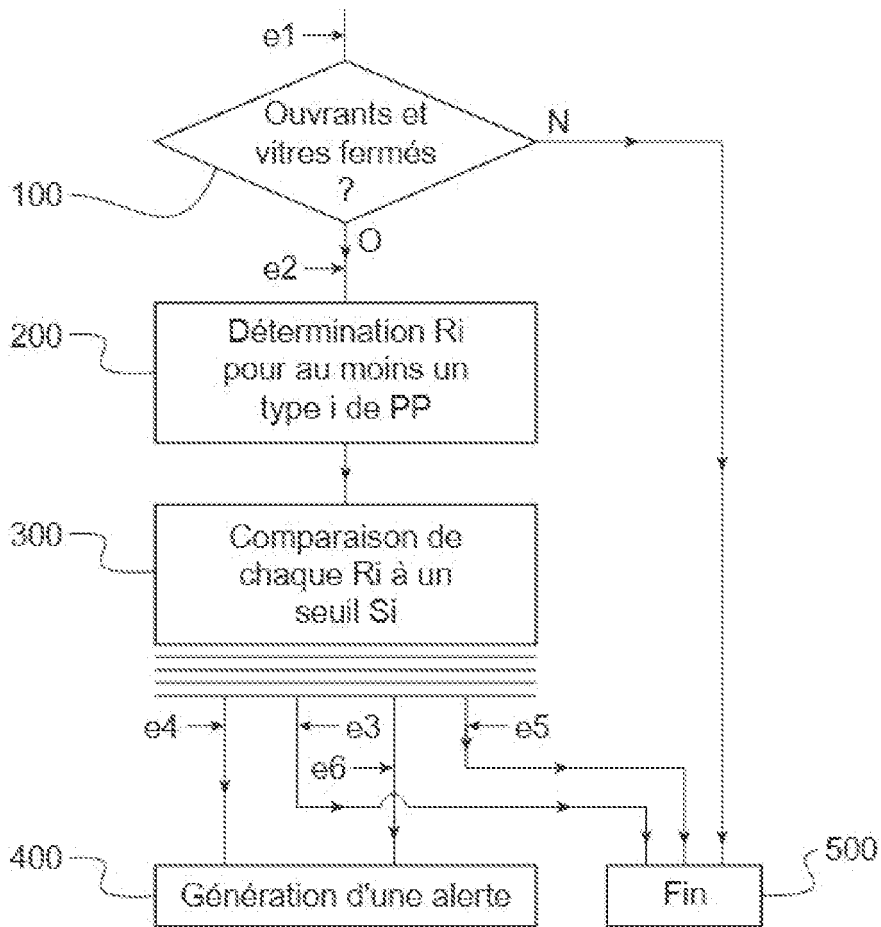 e1
Ouvrants et
vitres fermés
?
N
100
O
e2
200
Détermination Ri
pour au moins un
type i de PP
300
Comparaison de
chaque Ri à un
seuil Si
e4
e3
e5
e6
400
Génération d'une alerte
Fin
500